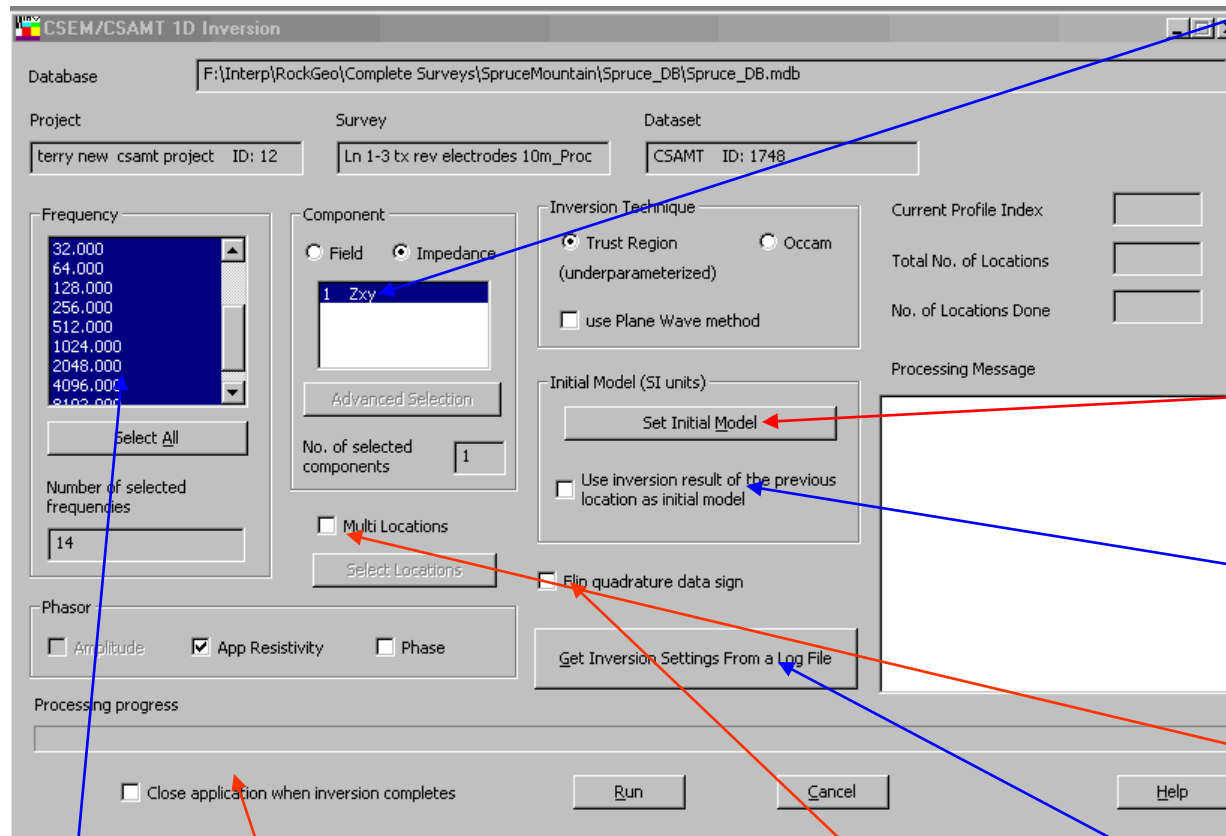 CSEM/CSAMT 1D Inversion
Database
F:\Interp\RockGeo\Complete Surveys\SpruceMountain\Spruce_DB\Spruce_DB.mdb
Project
Survey
Dataset
terry new csamt project ID: 12
Ln 1-3 tx rev electrodes 10m_Proc
CSAMT ID: 1748
Frequency
32.000
64.000
128.000
256.000
512.000
1024.000
2048.000
4096.000
8192.000
Select All
Number of selected
frequencies
14
Component
Field
Impedance
1 Zxy
Advanced Selection
No. of selected
components
1
Multi Locations
Select Locations
Inversion Technique
Trust Region
Occam
(underparameterized)
use Plane Wave method
Initial Model (SI units)
Set Initial Model
Use inversion result of the previous
location as initial model
Flip quadrature data sign
Get Inversion Settings From a Log File
Current Profile Index
Total No. of Locations
No. of Locations Done
Processing Message
Phasor
Amplitude
App Resistivity
Phase
Processing progress
Close application when inversion completes
Run
Cancel
Help